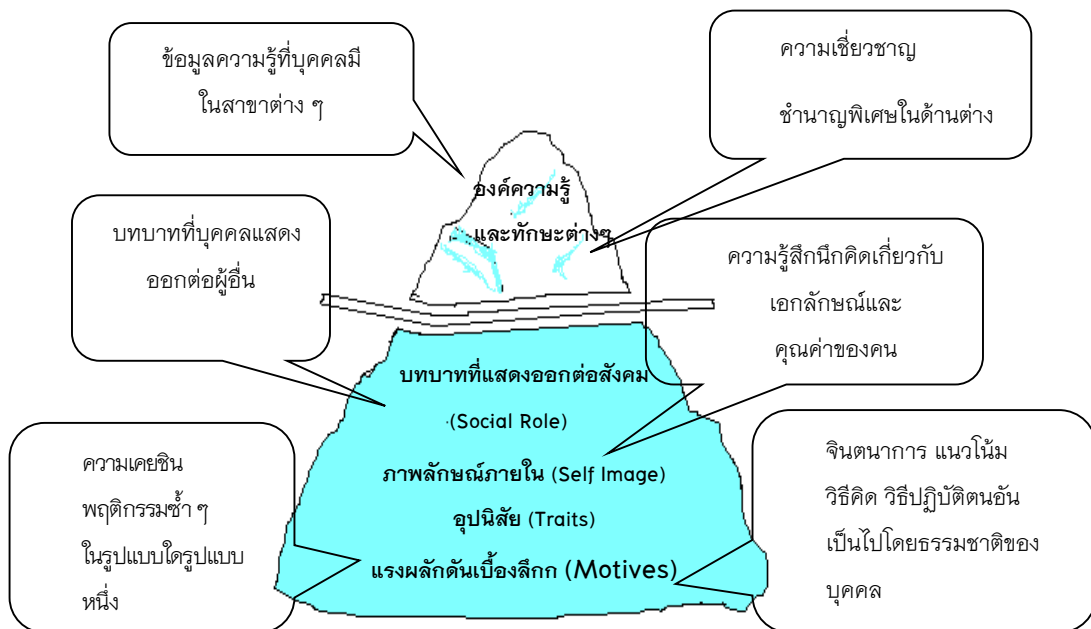 ข้อมูลความรู้ที่บุคคลมี
ในสาขาต่าง ๆ
ความเชี่ยวชาญ
ชำนาญพิเศษในด้านต่าง
องค์ความรู้
และทักษะต่างๆ
บทบาทที่บุคคลแสดง
ออกต่อผู้อื่น
ความรู้สึกนึกคิดเกี่ยวกับ
เอกลักษณ์และ
คุณค่าของคน
บทบาทที่แสดงออกต่อสังคม
(Social Role)
ภาพลักษณ์ภายใน (Self Image)
อุปนิสัย (Traits)
แรงผลักดันเบื้องลึกก (Motives)
ความเคยชิน
พฤติกรรมซ้ำ ๆ
ในรูปแบบใดรูปแบบ
หนึ่ง
จินตนาการ แนวโน้ม
วิธีคิด วิธีปฏิบัติตนอัน
เป็นไปโดยธรรมชาติของ
บุคคล